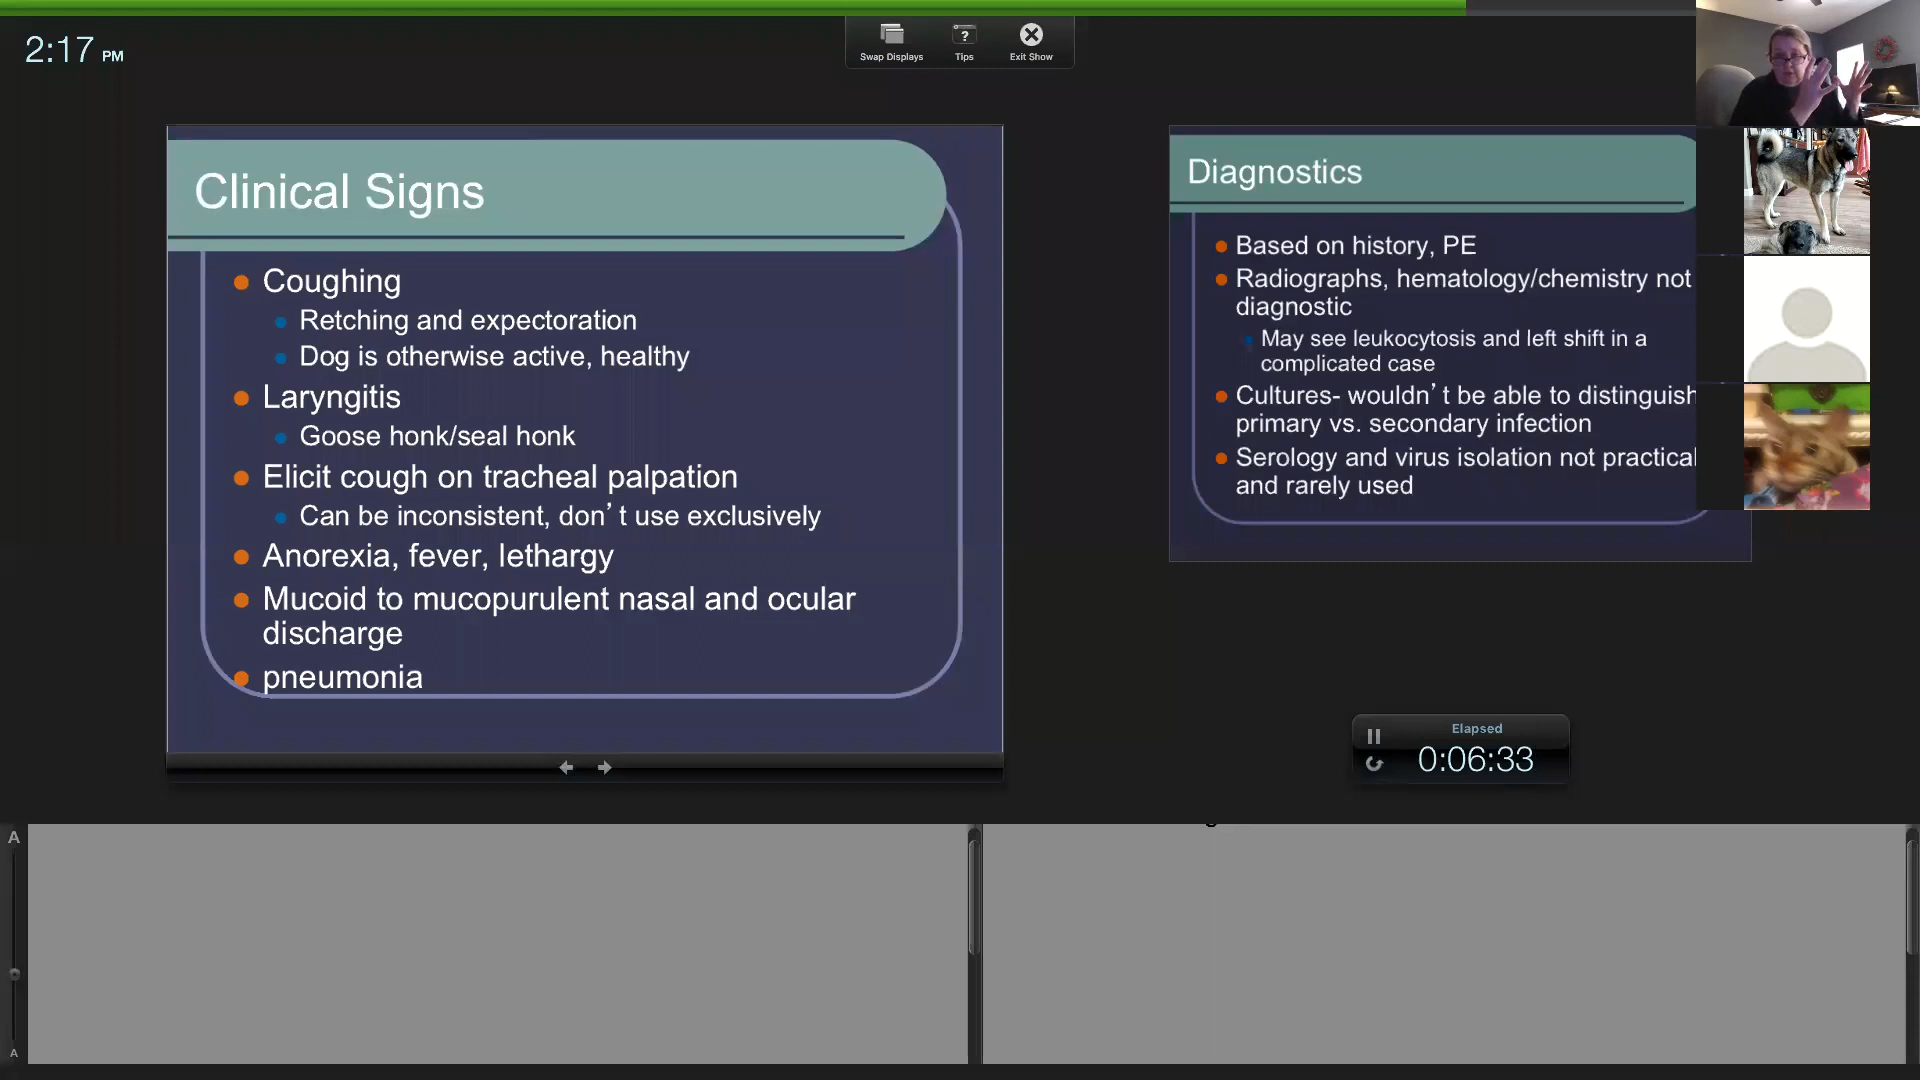 2:17 PM
Swap Displays
Tips
Exit Show
Clinical Signs
Coughing
Retching and expectoration
Dog is otherwise active, healthy
Laryngitis
Goose honk/seal honk
Elicit cough on tracheal palpation
Can be inconsistent, don’t use exclusively
Anorexia, fever, lethargy
Mucoid to mucopurulent nasal and ocular
discharge
pneumonia
Diagnostics
Based on history, PE
Radiographs, hematology/chemistry not
diagnostic
May see leukocytosis and left shift in a
complicated case
Cultures- wouldn’t be able to distinguish
primary vs. secondary infection
Serology and virus isolation not practical
and rarely used
Elapsed
0:06:33
A
A